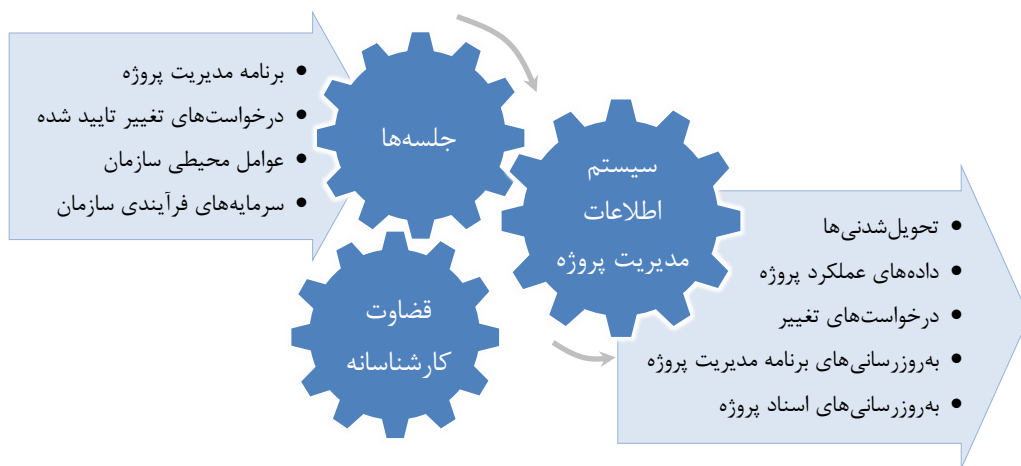 • برنامه مدیریت پروژه
• درخواست‌های تغییر تایید شده
• عوامل محیطی سازمان
• سرمایه‌های فرآیندی سازمان
جلسه‌ها
قضاوت
کارشناسانه
سیستم
اطلاعات
مدیریت پروژه
• تحویل‌شدنی‌ها
• داده‌های عملکرد پروژه
• درخواست‌های تغییر
• به‌روزرسانی‌های برنامه مدیریت پروژه
• به‌روزرسانی‌های اسناد پروژه